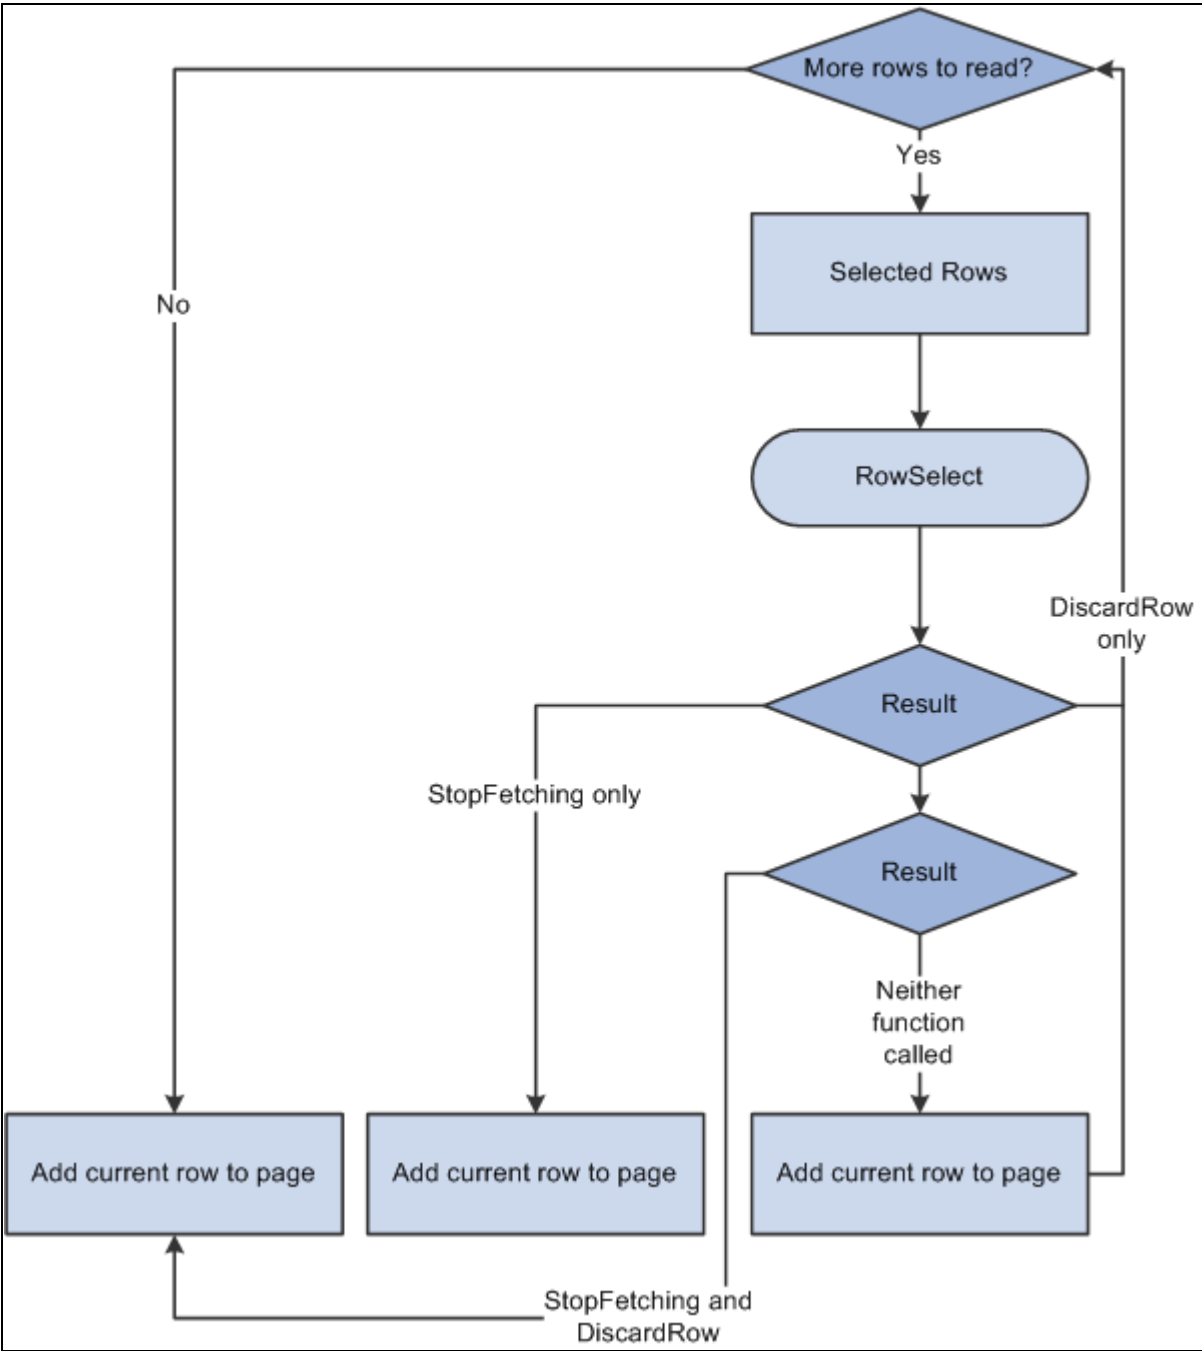 More rows to read?
Yes
Selected Rows
No
RowSelect
DiscardRow
only
Result
StopFetching only
Result
Neither
function
called
Add current row to page
Add current row to page
Add current row to page
StopFetching and
DiscardRow